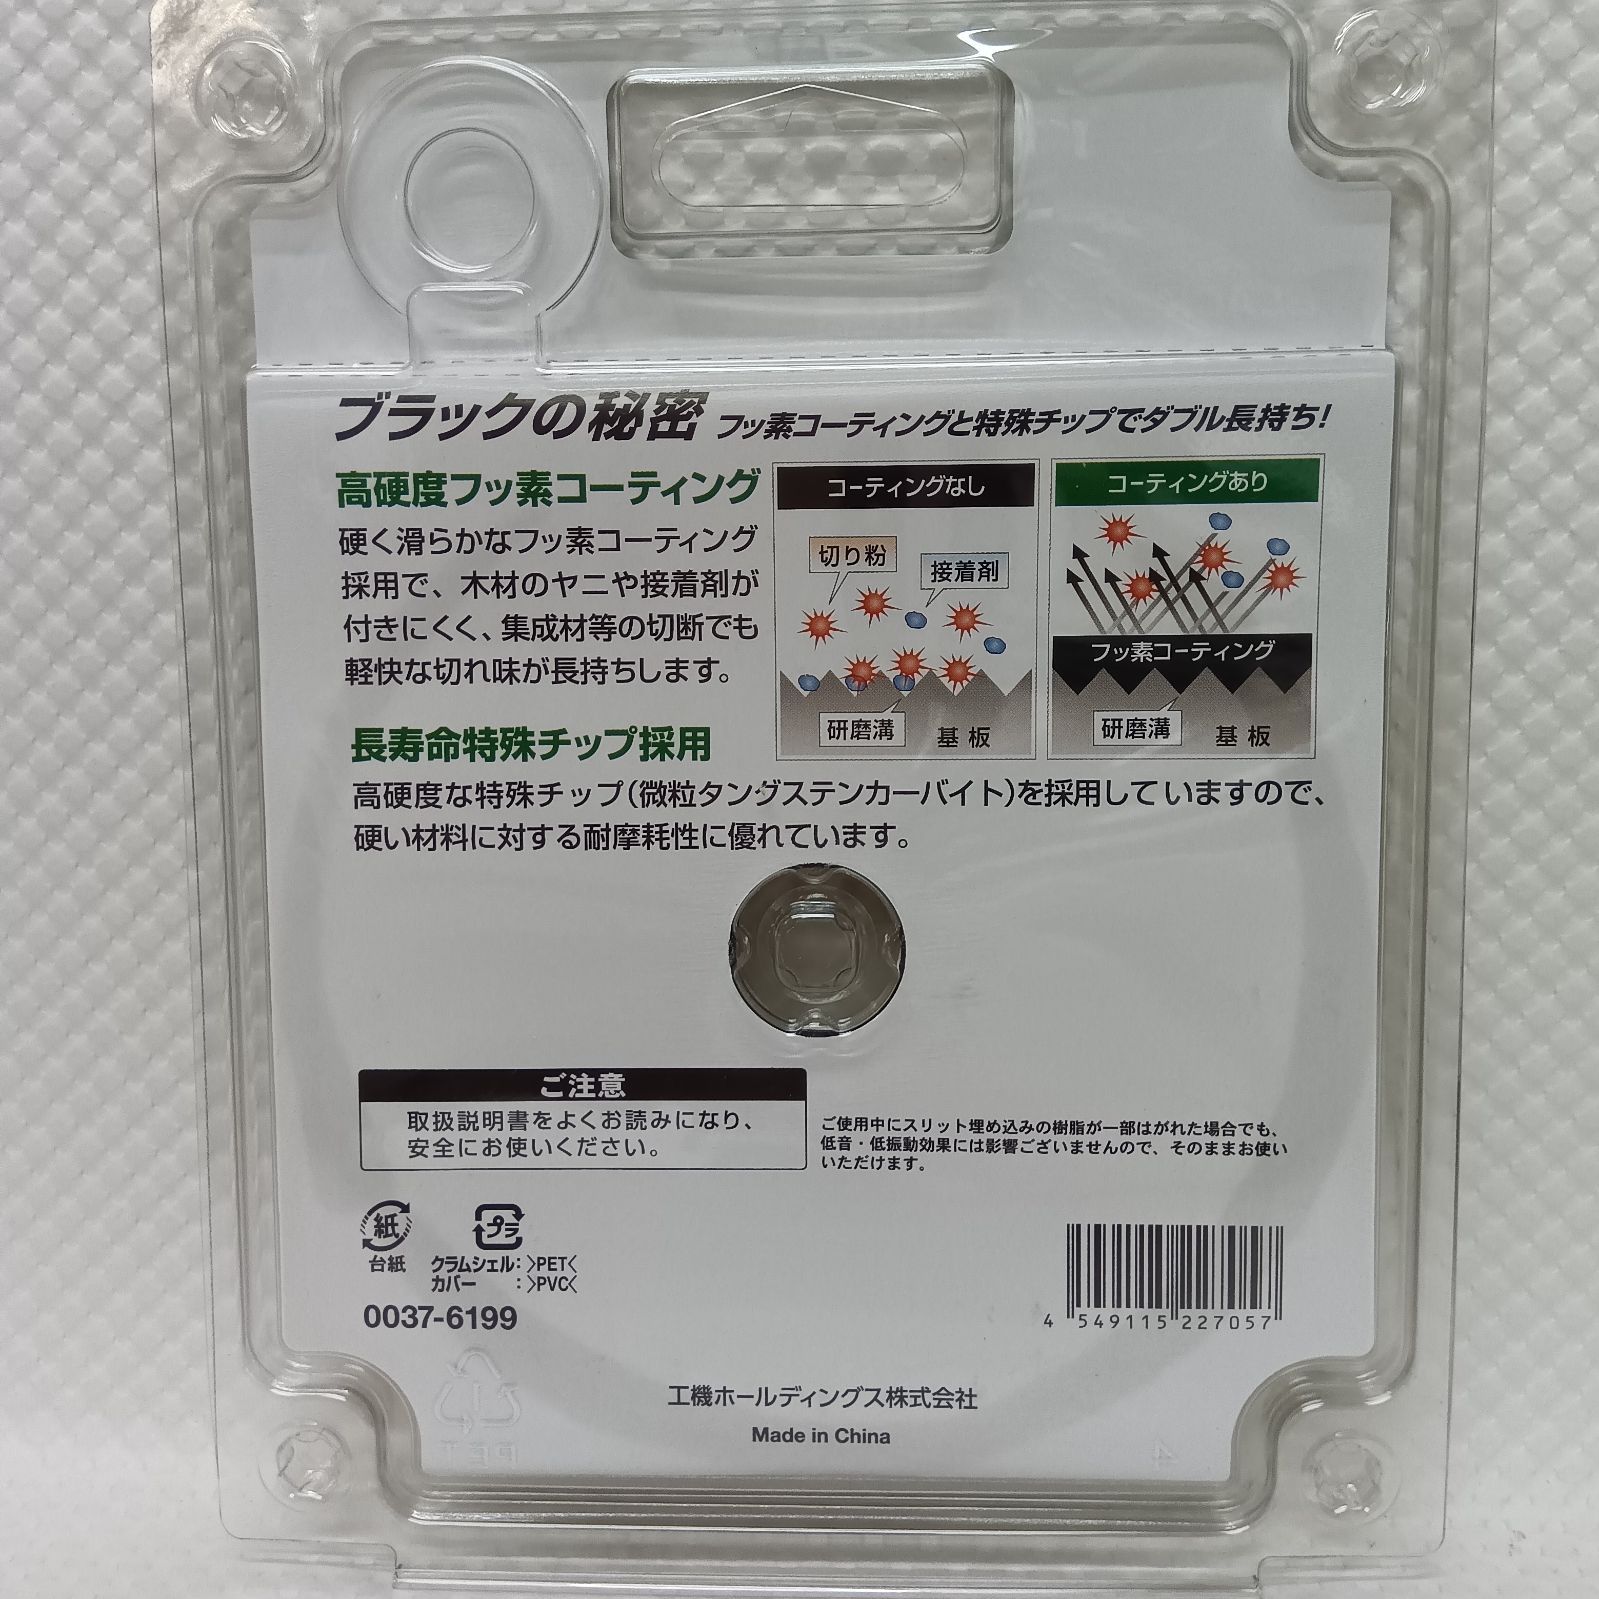 ブラックの秘密 フッ素コーティングと特殊チップでダブル長持ち!
高硬度フッ素コーティング
硬く滑らかなフッ素コーティング
採用で、木材のヤニや接着剤が
付きにくく、集成材等の切断でも
軽快な切れ味が長持ちします。
コーティングなし
切り粉
接着剤
研磨溝
基板
コーティングあり
フッ素コーティング
研磨溝
基板
長寿命特殊チップ採用
高硬度な特殊チップ(微粒タングステンカーバイト)を採用していますので、
硬い材料に対する耐摩耗性に優れています。
ご注意
取扱説明書をよくお読みになり、
安全にお使いください。
ご使用中にスリット埋め込みの樹脂が一部はがれた場合でも、
低音・低振動効果には影響ございませんので、そのままお使い
いただけます。
紙
台紙
プラ
クラムシェル:>PET<
カバー :>PVC<
0037-6199
4 549115 227057
工機ホールディングス株式会社
Made in China
PET
4